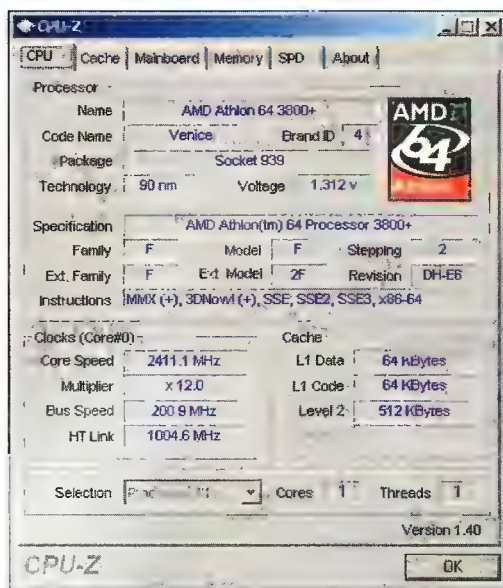 CPU-Z
CPU Cache Mainboard Memory SPD About
Processor
Name AMD Athlon 64 3800+
Code Name Venice Brand ID 4
Package Socket 939
Technology 90 nm Voltage 1.312 v
AMD
64
Specification AMD Athlon(tm) 64 Processor 3800+
Family F Model F Stepping 2
Ext. Family F Ext. Model 2F Revision DH-E6
Instructions MMX (+), 3DNow! (+), SSE, SSE2, SSE3, x86-64
Clocks (Core#0)
Core Speed 2411.1 MHz
Multiplier x 12.0
Bus Speed 200.9 MHz
HT Link 1004.6 MHz
Cache
L1 Data 64 KBytes
L1 Code 64 KBytes
Level 2 512 KBytes
Selection Cores 1 Threads 1
Version 1.40
CPU-Z OK